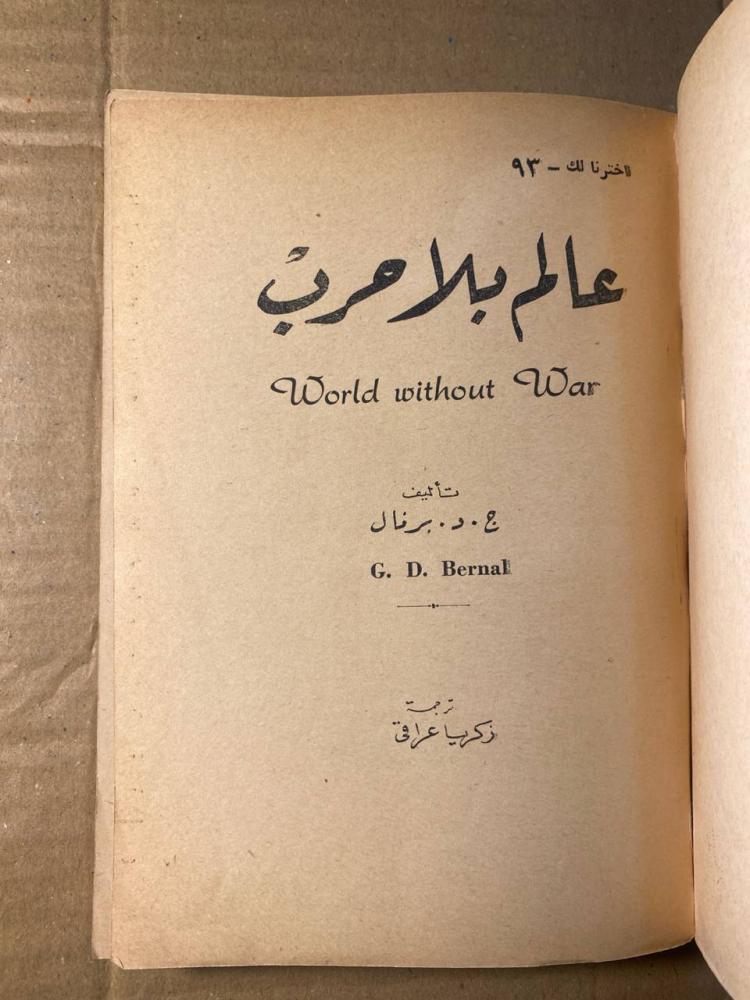 اخترنا لك – ٩٣
عالم بلا حرب
World without War
تأليف
ج . د . برنال
G. D. Bernal
ترجمة
زكريا عراقى